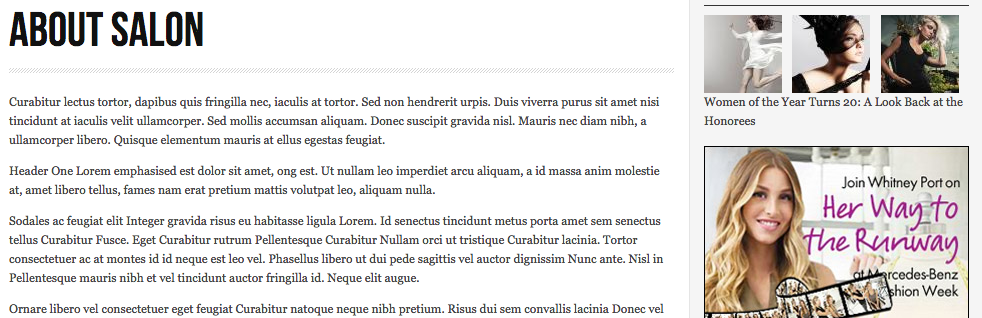 ABOUT SALON
Curabitur lectus tortor, dapibus quis fringilla nec, iaculis at tortor. Sed non hendrerit urpis. Duis viverra purus sit amet nisi
tincidunt at iaculis velit ullamcorper. Sed mollis accumsan aliquam. Donec suscipit gravida nisl. Mauris nec diam nibh, a
ullamcorper libero. Quisque elementum mauris at ellus egestas feugiat.
Header One Lorem emphasised est dolor sit amet, ong est. Ut nullam leo imperdiet arcu aliquam, a id massa anim molestie
at, amet libero tellus, fames nam erat pretium mattis volutpat leo, aliquam nulla.
Sodales ac feugiat elit Integer gravida risus eu habitasse ligula Lorem. Id senectus tincidunt metus porta amet sem senectus
tellus Curabitur Fusce. Eget Curabitur rutrum Pellentesque Curabitur Nullam orci ut tristique Curabitur lacinia. Tortor
consectetuer ac at montes id id neque est leo vel. Phasellus libero ut dui pede sagittis vel auctor dignissim Nunc ante. Nisl in
Pellentesque mauris nibh et vel tincidunt auctor fringilla id. Neque elit augue.
Ornare libero vel consectetuer eget feugiat Curabitur natoque neque nibh pretium. Risus dui sem convallis lacinia Donec vel
Women of the Year Turns 20: A Look Back at the
Honorees
Join Whitney Port on
Her Way to
the Runway
at Mercedes-Benz
Fashion Week